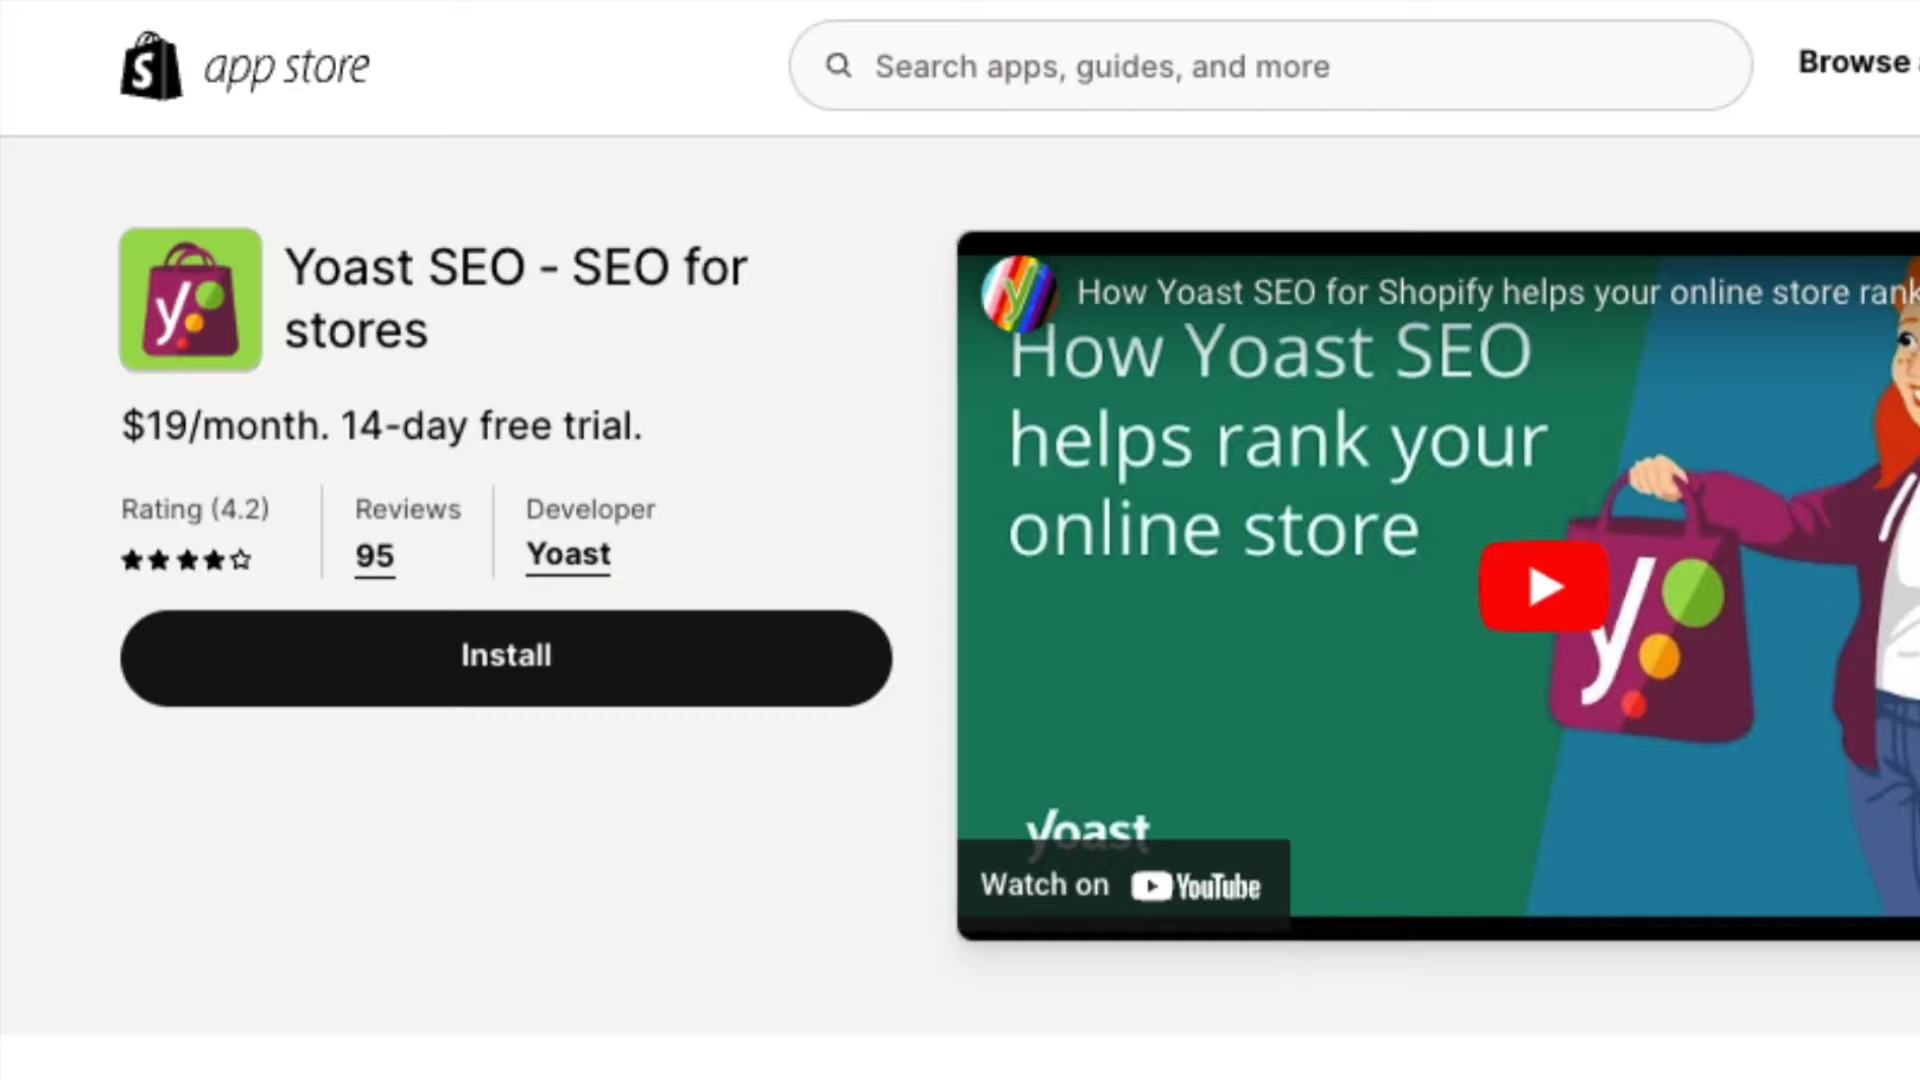 app store
Search apps, guides, and more
Browse
Yoast SEO - SEO for
stores
$19/month. 14-day free trial.
Rating (4.2)
Reviews
Developer
95
Yoast
Install
How Yoast SEO for Shopify helps your online store rank
How Yoast SEO
helps rank your
online store
yoast
Watch on YouTube